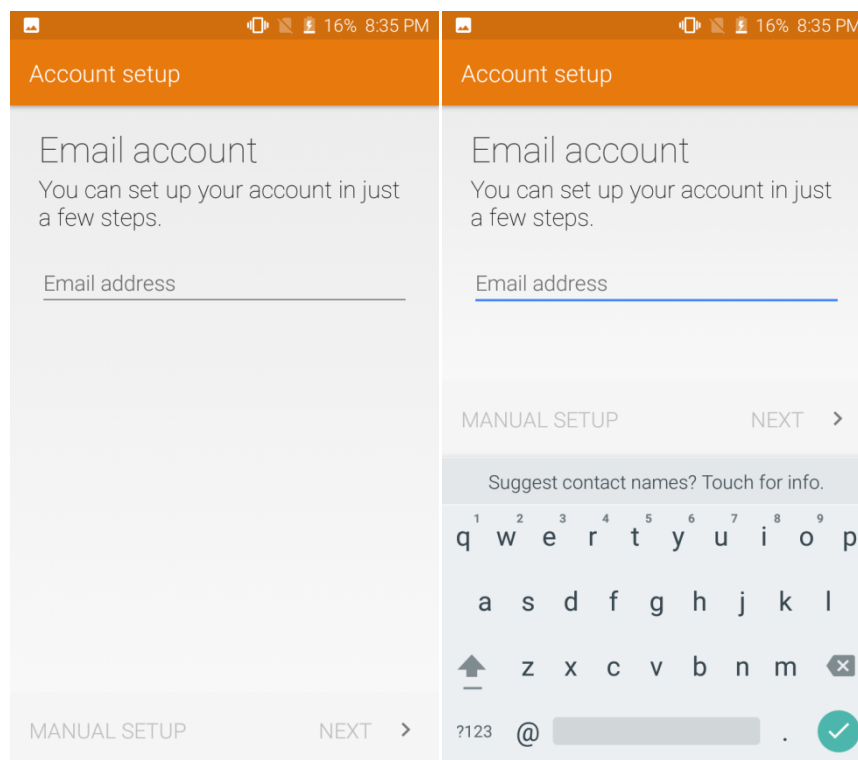 16% 8:35 PM
Account setup
Email account
You can set up your account in just
a few steps.
Email address
MANUAL SETUP NEXT
16% 8:35 PM
Account setup
Email account
You can set up your account in just
a few steps.
Email address
MANUAL SETUP NEXT
Suggest contact names? Touch for info.
1 2 3 4 5 6 7 8 9
q w e r t y u i o p
a s d f g h j k l
z x c v b n m
?123 @ .